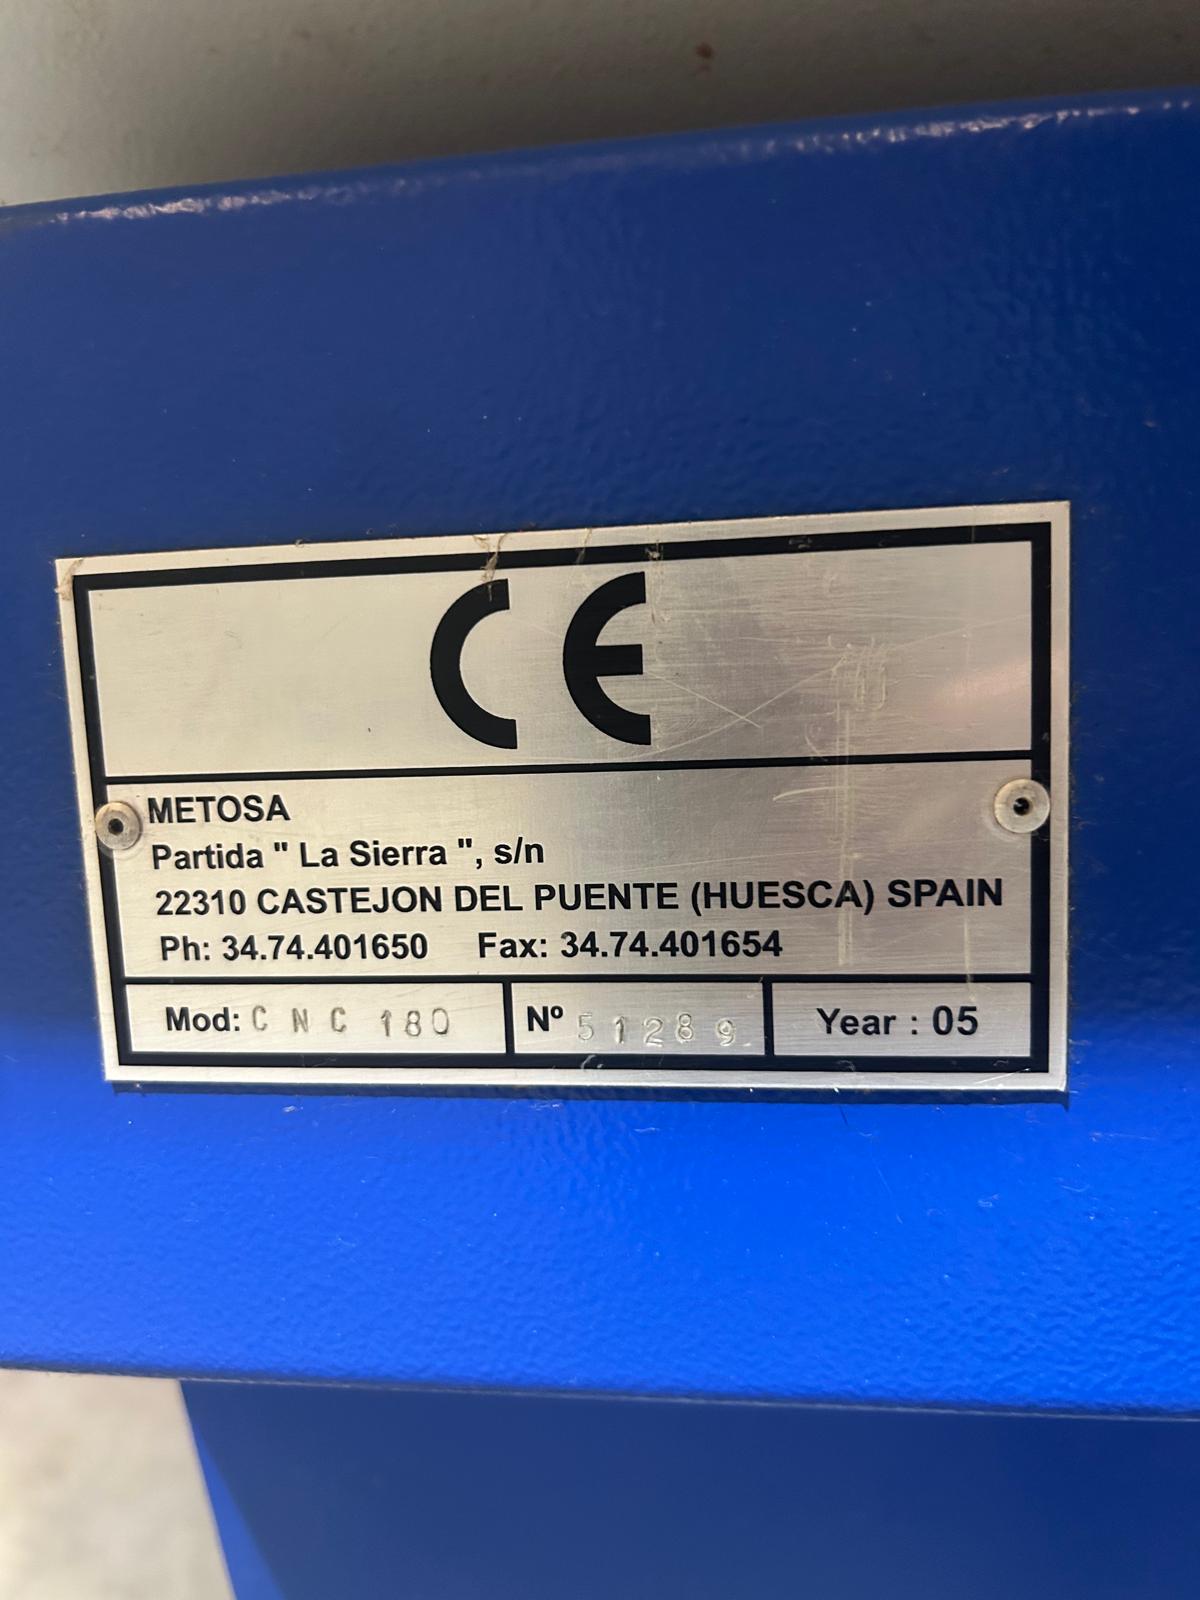 CE
METOSA
Partida " La Sierra ", s/n
22310 CASTEJON DEL PUENTE (HUESCA) SPAIN
Ph: 34.74.401650 Fax: 34.74.401654
Mod: CNC 180 Nº 51289 Year : 05